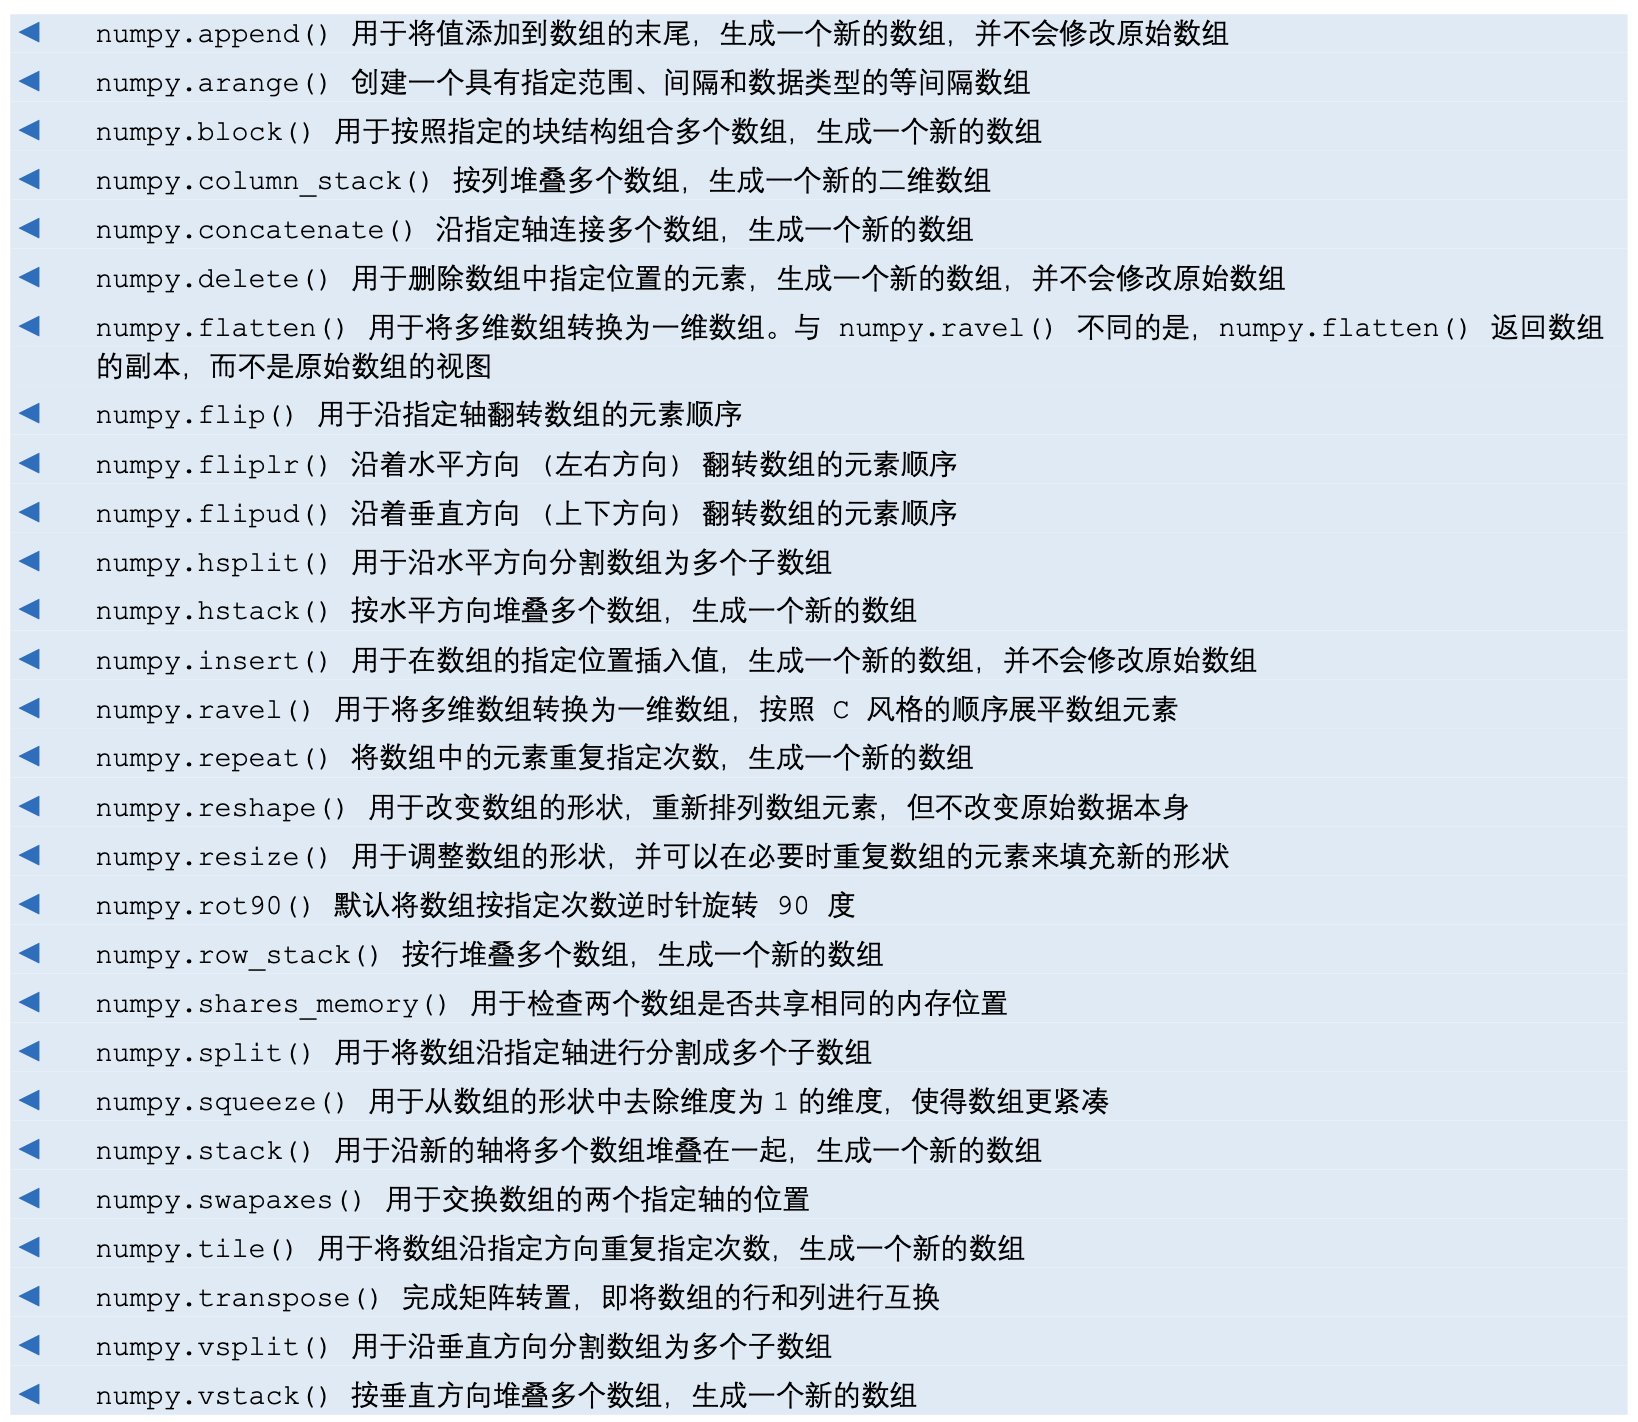 numpy.append() 用于将值添加到数组的末尾，生成一个新的数组，并不会修改原始数组
numpy.arange() 创建一个具有指定范围、间隔和数据类型的等间隔数组
numpy.block() 用于按照指定的块结构组合多个数组，生成一个新的数组
numpy.column_stack() 按列堆叠多个数组，生成一个新的二维数组
numpy.concatenate() 沿指定轴连接多个数组，生成一个新的数组
numpy.delete() 用于删除数组中指定位置的元素，生成一个新的数组，并不会修改原始数组
numpy.flatten() 用于将多维数组转换为一维数组。与 numpy.ravel() 不同的是，numpy.flatten() 返回数组
的副本，而不是原始数组的视图
numpy.flip() 用于沿指定轴翻转数组的元素顺序
numpy.fliplr() 沿着水平方向 (左右方向) 翻转数组的元素顺序
numpy.flipud() 沿着垂直方向 (上下方向) 翻转数组的元素顺序
numpy.hsplit() 用于沿水平方向分割数组为多个子数组
numpy.hstack() 按水平方向堆叠多个数组，生成一个新的数组
numpy.insert() 用于在数组的指定位置插入值，生成一个新的数组，并不会修改原始数组
numpy.ravel() 用于将多维数组转换为一维数组，按照 C 风格的顺序展平数组元素
numpy.repeat() 将数组中的元素重复指定次数，生成一个新的数组
numpy.reshape() 用于改变数组的形状，重新排列数组元素，但不改变原始数据本身
numpy.resize() 用于调整数组的形状，并可以在必要时重复数组的元素来填充新的形状
numpy.rot90() 默认将数组按指定次数逆时针旋转 90 度
numpy.row_stack() 按行堆叠多个数组，生成一个新的数组
numpy.shares_memory() 用于检查两个数组是否共享相同的内存位置
numpy.split() 用于将数组沿指定轴进行分割成多个子数组
numpy.squeeze() 用于从数组的形状中去除维度为 1 的维度，使得数组更紧凑
numpy.stack() 用于沿新的轴将多个数组堆叠在一起，生成一个新的数组
numpy.swapaxes() 用于交换数组的两个指定轴的位置
numpy.tile() 用于将数组沿指定方向重复指定次数，生成一个新的数组
numpy.transpose() 完成矩阵转置，即将数组的行和列进行互换
numpy.vsplit() 用于沿垂直方向分割数组为多个子数组
numpy.vstack() 按垂直方向堆叠多个数组，生成一个新的数组